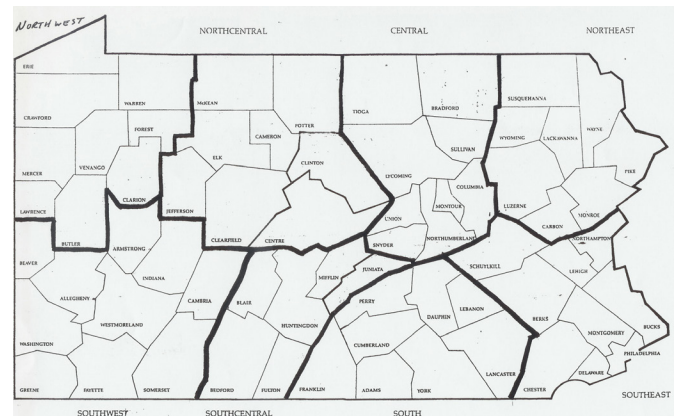 NORTHWEST
NORTHCENTRAL
CENTRAL
NORTHEAST
ERIE
WARREN
McKEAN
POTTER
TIOGA
BRADFORD
SUSQUEHANNA
CRAWFORD
FOREST
CAMERON
WYOMING
LACKAWANNA
WAYNE
MERCER
VENANGO
ELK
CLINTON
SULLIVAN
LYCOMING
PIKE
LAWRENCE
CLARION
JEFFERSON
COLUMBIA
MONTOUR
UNION
LUZERNE
MONROE
CARBON
BUTLER
ARMSTRONG
CLEARFIELD
CENTRE
SNYDER
NORTHUMBERLAND
NORTHAMPTON
BEAVER
INDIANA
MIFFLIN
JUNIATA
SCHUYLKILL
LEHIGH
ALLEGHENY
CAMBRIA
BLAIR
PERRY
DAUPHIN
LEBANON
BERKS
WESTMORELAND
HUNTINGDON
MONTGOMERY
BUCKS
WASHINGTON
CUMBERLAND
PHILADELPHIA
GREENE
FAYETTE
SOMERSET
BEDFORD
FULTON
FRANKLIN
ADAMS
YORK
LANCASTER
CHESTER
DELAWARE
SOUTHEAST
SOUTHWEST
SOUTHCENTRAL
SOUTH